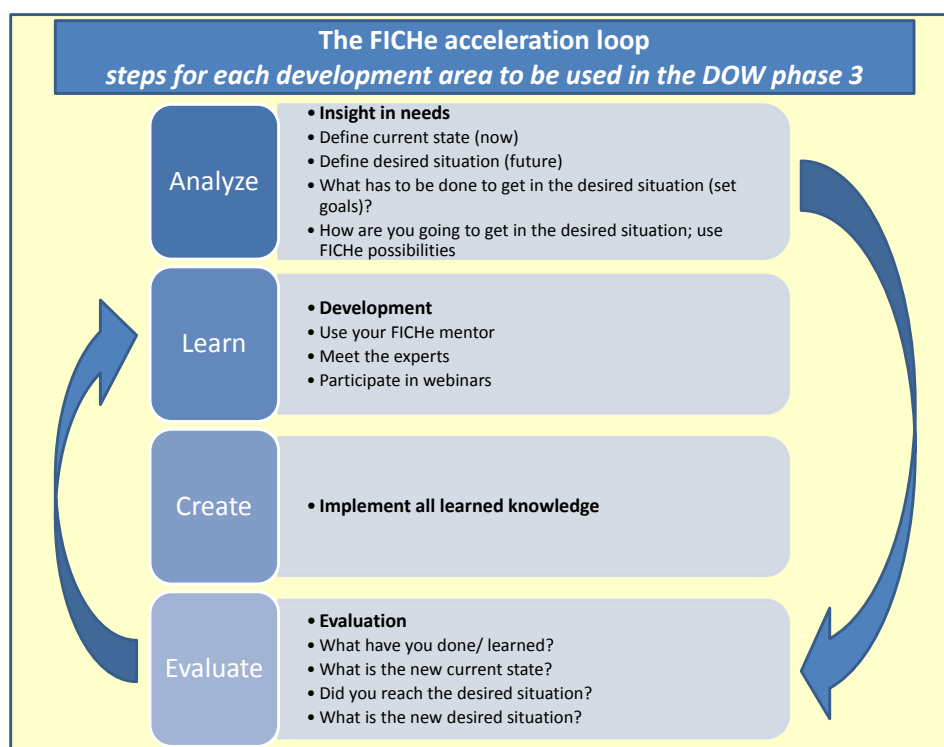 The FICHe acceleration loop
steps for each development area to be used in the DOW phase 3
Analyze
• Insight in needs
• Define current state (now)
• Define desired situation (future)
• What has to be done to get in the desired situation (set
goals)?
• How are you going to get in the desired situation; use
FICHe possibilities
Learn
• Development
• Use your FICHe mentor
• Meet the experts
• Participate in webinars
Create
• Implement all learned knowledge
Evaluate
• Evaluation
• What have you done/ learned?
• What is the new current state?
• Did you reach the desired situation?
• What is the new desired situation?